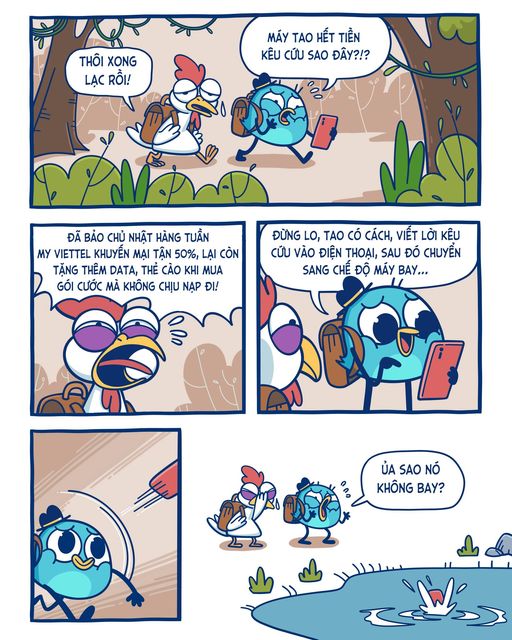 THÔI XONG
LẠC RỒI!
MÁY TAO HẾT TIỀN
KÊU CỨU SAO ĐÂY?!?
ĐÃ BẢO CHỦ NHẬT HÀNG TUẦN
MY VIETTEL KHUYẾN MẠI TẬN 50%, LẠI CÒN
TẶNG THÊM DATA, THẺ CÀO KHI MUA
GÓI CƯỚC MÀ KHÔNG CHỊU NẠP ĐI!
ĐỪNG LO, TAO CÓ CÁCH, VIẾT LỜI KÊU
CỨU VÀO ĐIỆN THOẠI, SAU ĐÓ CHUYỂN
SANG CHẾ ĐỘ MÁY BAY...
ỦA SAO NÓ
KHÔNG BAY?